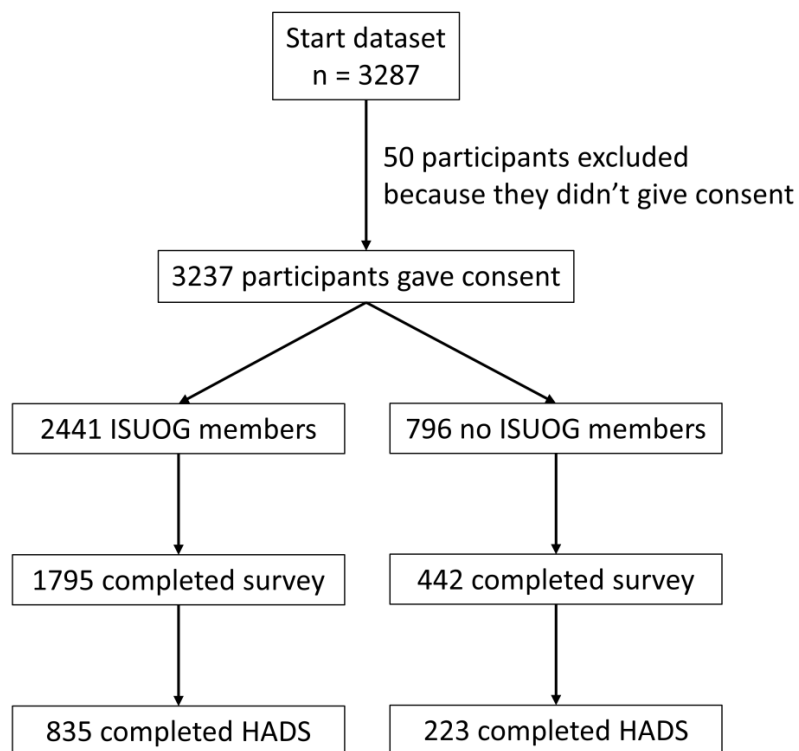 Start dataset
n = 3287
50 participants excluded
because they didn’t give consent
3237 participants gave consent
2441 ISUOG members
796 no ISUOG members
1795 completed survey
442 completed survey
835 completed HADS
223 completed HADS